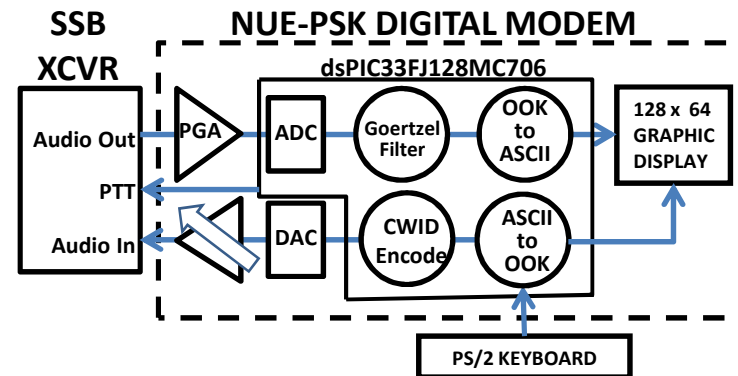 SSB
XCVR
NUE-PSK DIGITAL MODEM
dsPIC33FJ128MC706
Audio Out
PTT
Audio In
PGA
ADC
Goertzel
Filter
OOK
to
ASCII
128 x 64
GRAPHIC
DISPLAY
DAC
CWID
Encode
ASCII
to
OOK
PS/2 KEYBOARD